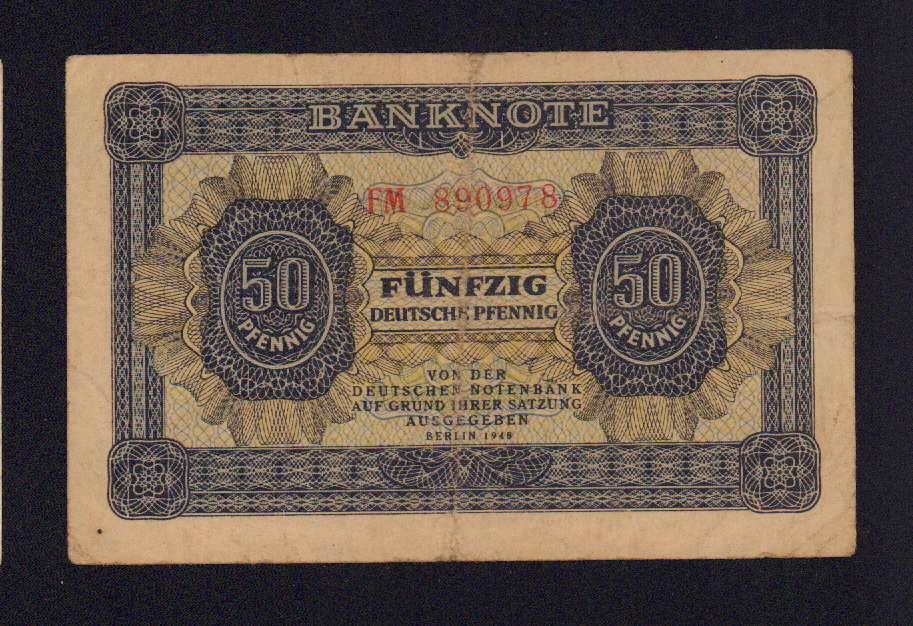 BANKNOTE
FM 890978
50
PFENNIG
FÜNFZIG
DEUTSCHE PFENNIG
50
PFENNIG
VON DER
DEUTSCHEN NOTENBANK
AUF GRUND IHRER SATZUNG
AUSGEGEBEN
BERLIN 1948